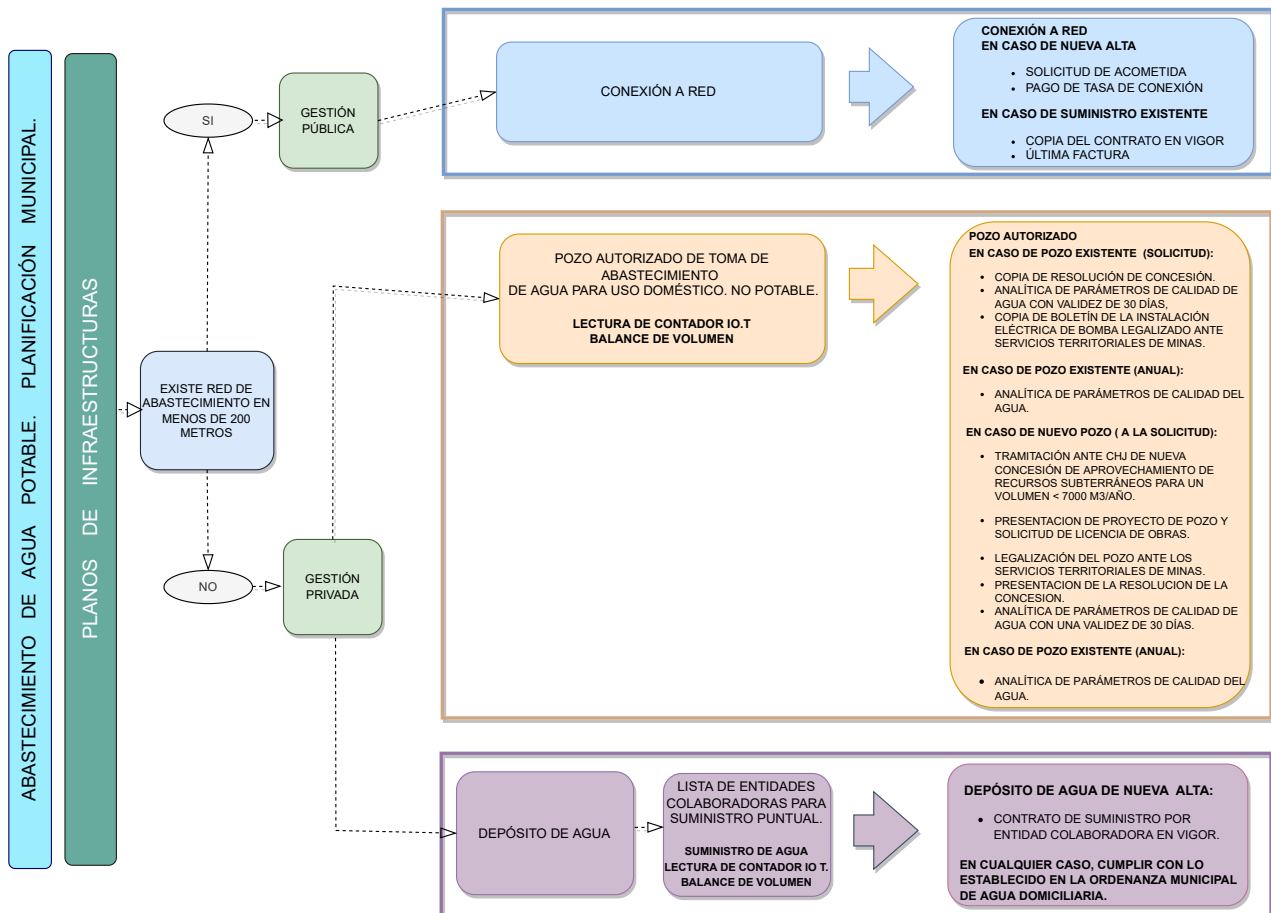 ABASTECIMIENTO DE AGUA POTABLE. PLANIFICACIÓN MUNICIPAL.
PLANOS DE INFRAESTRUCTURAS
EXISTE RED DE
ABASTECIMIENTO EN
MENOS DE 200
METROS
SI
GESTIÓN
PÚBLICA
CONEXIÓN A RED
CONEXIÓN A RED
EN CASO DE NUEVA ALTA
• SOLICITUD DE ACOMETIDA
• PAGO DE TASA DE CONEXIÓN
EN CASO DE SUMINISTRO EXISTENTE
• COPIA DEL CONTRATO EN VIGOR
• ÚLTIMA FACTURA
NO
GESTIÓN
PRIVADA
POZO AUTORIZADO DE TOMA DE
ABASTECIMIENTO
DE AGUA PARA USO DOMÉSTICO. NO POTABLE.
LECTURA DE CONTADOR IO.T
BALANCE DE VOLUMEN
POZO AUTORIZADO
EN CASO DE POZO EXISTENTE (SOLICITUD):
• COPIA DE RESOLUCIÓN DE CONCESIÓN.
• ANALÍTICA DE PARÁMETROS DE CALIDAD DE
AGUA CON VALIDEZ DE 30 DÍAS,
• COPIA DE BOLETÍN DE LA INSTALACIÓN
ELÉCTRICA DE BOMBA LEGALIZADO ANTE
SERVICIOS TERRITORIALES DE MINAS.
EN CASO DE POZO EXISTENTE (ANUAL):
• ANALÍTICA DE PARÁMETROS DE CALIDAD DEL
AGUA.
EN CASO DE NUEVO POZO ( A LA SOLICITUD):
• TRAMITACIÓN ANTE CHJ DE NUEVA
CONCESIÓN DE APROVECHAMIENTO DE
RECURSOS SUBTERRÁNEOS PARA UN
VOLUMEN < 7000 M3/AÑO.
• PRESENTACION DE PROYECTO DE POZO Y
SOLICITUD DE LICENCIA DE OBRAS.
• LEGALIZACIÓN DEL POZO ANTE LOS
SERVICIOS TERRITORIALES DE MINAS.
• PRESENTACION DE LA RESOLUCION DE LA
CONCESION.
• ANALÍTICA DE PARÁMETROS DE CALIDAD DE
AGUA CON UNA VALIDEZ DE 30 DÍAS.
EN CASO DE POZO EXISTENTE (ANUAL):
• ANALÍTICA DE PARÁMETROS DE CALIDAD DEL
AGUA.
DEPÓSITO DE AGUA
LISTA DE ENTIDADES
COLABORADORAS PARA
SUMINISTRO PUNTUAL.
SUMINISTRO DE AGUA
LECTURA DE CONTADOR IO T.
BALANCE DE VOLUMEN
DEPÓSITO DE AGUA DE NUEVA ALTA:
• CONTRATO DE SUMINISTRO POR
ENTIDAD COLABORADORA EN VIGOR.
EN CUALQUIER CASO, CUMPLIR CON LO
ESTABLECIDO EN LA ORDENANZA MUNICIPAL
DE AGUA DOMICILIARIA.